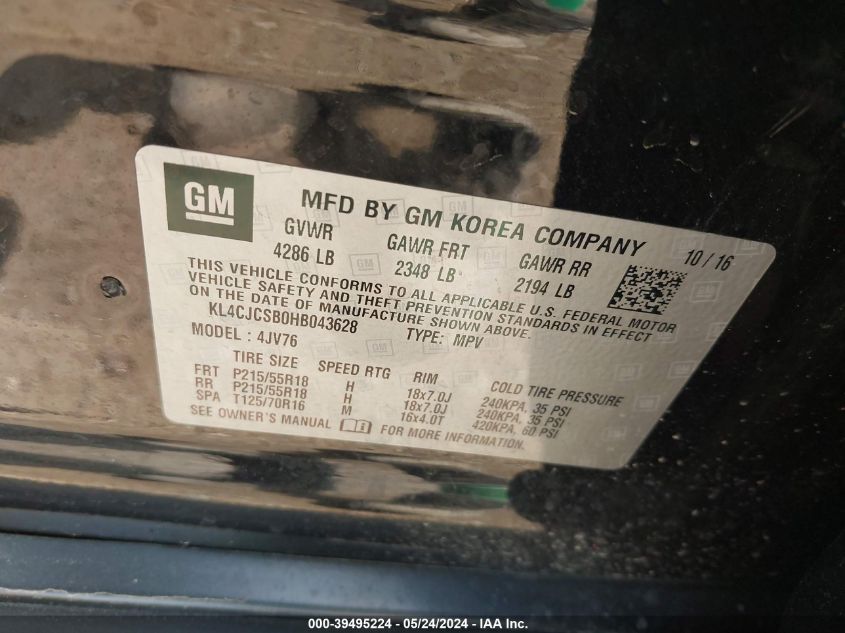 GM
MFD BY GM KOREA COMPANY
10 / 16
GVWR GAWR FRT GAWR RR
4286 LB 2348 LB 2194 LB
THIS VEHICLE CONFORMS TO ALL APPLICABLE U.S. FEDERAL MOTOR
VEHICLE SAFETY AND THEFT PREVENTION STANDARDS IN EFFECT
ON THE DATE OF MANUFACTURE SHOWN ABOVE.
KL4CJCSB0HB043628 TYPE: MPV
MODEL : 4JV76
TIRE SIZE SPEED RTG RIM COLD TIRE PRESSURE
FRT P215/55R18 H 18x7.0J 240KPA, 35 PSI
RR P215/55R18 H 18x7.0J 240KPA, 35 PSI
SPA T125/70R16 M 16x4.0T 420KPA, 60 PSI
SEE OWNER'S MANUAL FOR MORE INFORMATION.
000-39495224 - 05/24/2024 - IAA Inc.